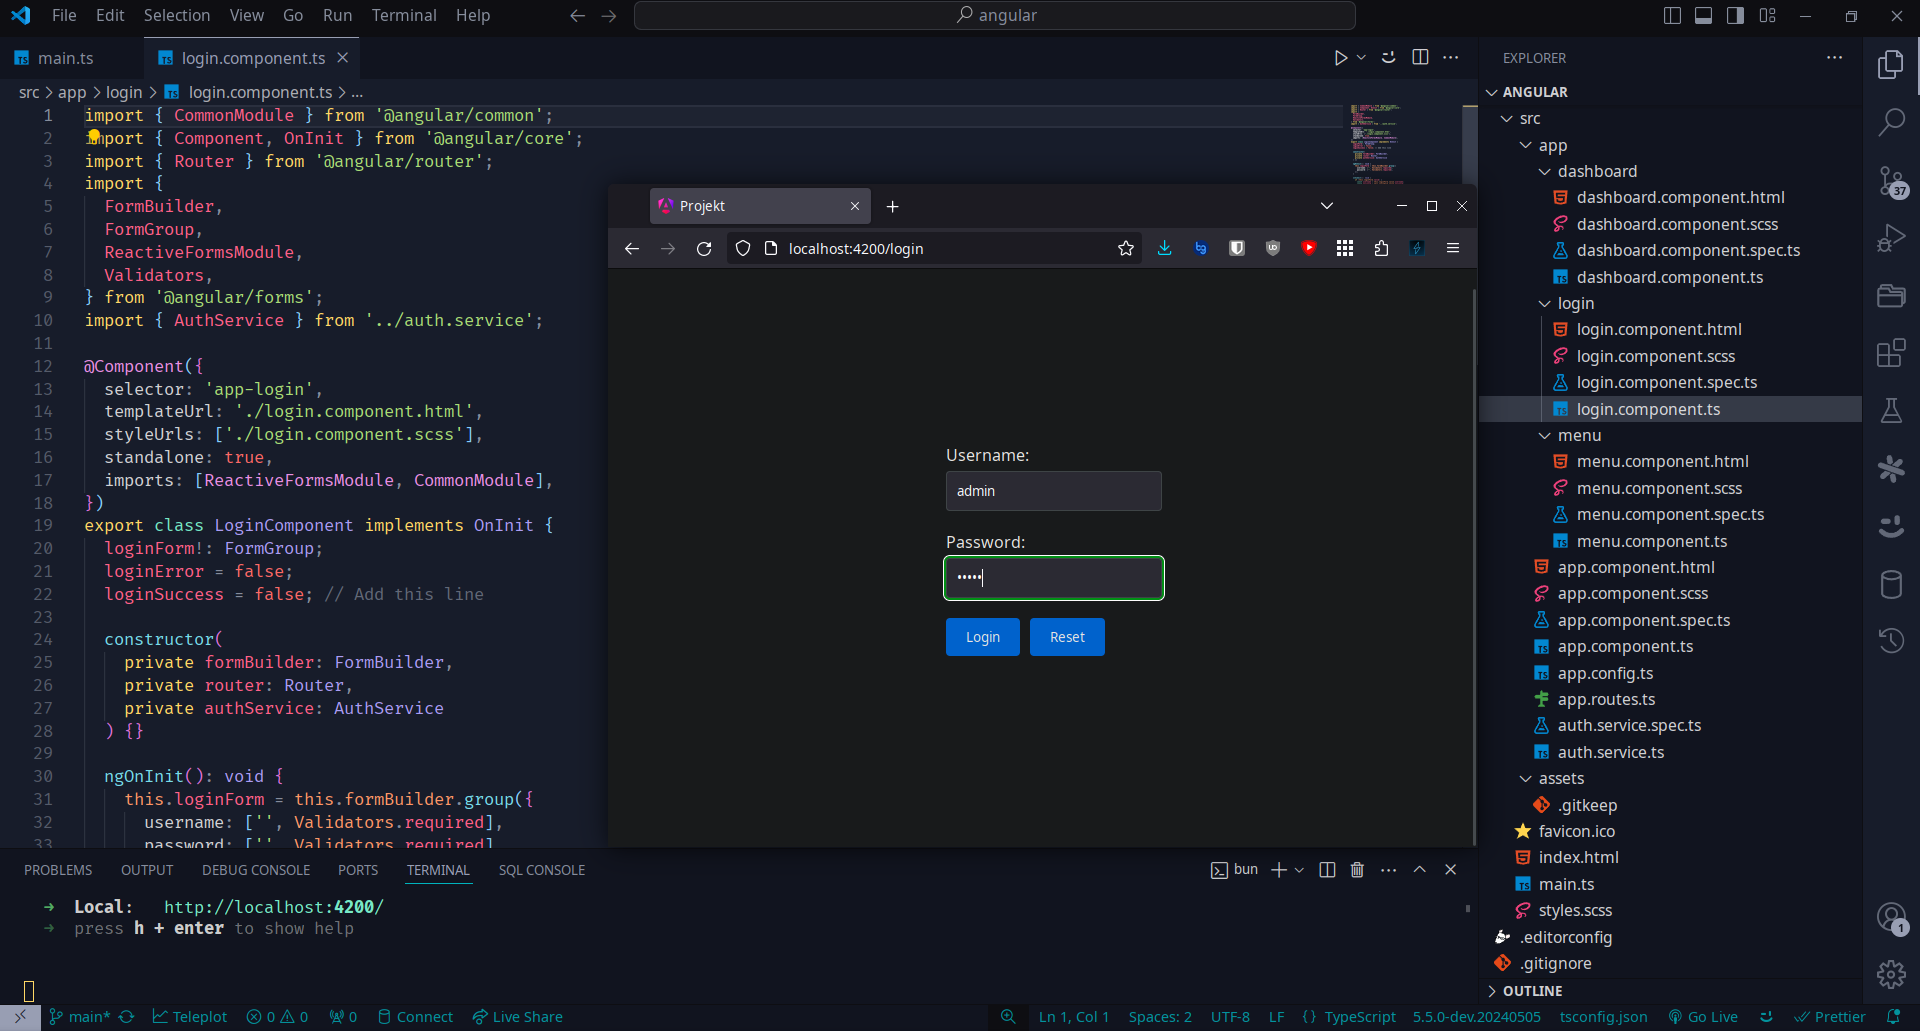 File Edit Selection View Go Run Terminal Help
angular
main.ts
login.component.ts
src > app > login > login.component.ts > ...
1 import { CommonModule } from '@angular/common';
2 import { Component, OnInit } from '@angular/core';
3 import { Router } from '@angular/router';
4 import {
5 FormBuilder,
6 FormGroup,
7 ReactiveFormsModule,
8 Validators,
9 } from '@angular/forms';
10 import { AuthService } from '../auth.service';
11
12 @Component({
13 selector: 'app-login',
14 templateUrl: './login.component.html',
15 styleUrls: ['./login.component.scss'],
16 standalone: true,
17 imports: [ReactiveFormsModule, CommonModule],
18 })
19 export class LoginComponent implements OnInit {
20 loginForm!: FormGroup;
21 loginError = false;
22 loginSuccess = false; // Add this line
23
24 constructor(
25 private formBuilder: FormBuilder,
26 private router: Router,
27 private authService: AuthService
28 ) {}
29
30 ngOnInit(): void {
31 this.loginForm = this.formBuilder.group({
32 username: ['', Validators.required],
33 password: ['', Validators.required]
Projekt
localhost:4200/login
Username:
admin
Password:
•••••
Login Reset
EXPLORER
ANGULAR
src
app
dashboard
dashboard.component.html
dashboard.component.scss
dashboard.component.spec.ts
dashboard.component.ts
login
login.component.html
login.component.scss
login.component.spec.ts
login.component.ts
menu
menu.component.html
menu.component.scss
menu.component.spec.ts
menu.component.ts
app.component.html
app.component.scss
app.component.spec.ts
app.component.ts
app.config.ts
app.routes.ts
auth.service.spec.ts
auth.service.ts
assets
.gitkeep
favicon.ico
index.html
main.ts
styles.scss
.editorconfig
.gitignore
OUTLINE
37
1
PROBLEMS OUTPUT DEBUG CONSOLE PORTS TERMINAL SQL CONSOLE
bun
➜ Local: http://localhost:4200/
➜ press h + enter to show help
main* Teleplot 0 0 0 Connect Live Share
Ln 1, Col 1 Spaces: 2 UTF-8 LF {} TypeScript 5.5.0-dev.20240505 tsconfig.json Go Live Prettier